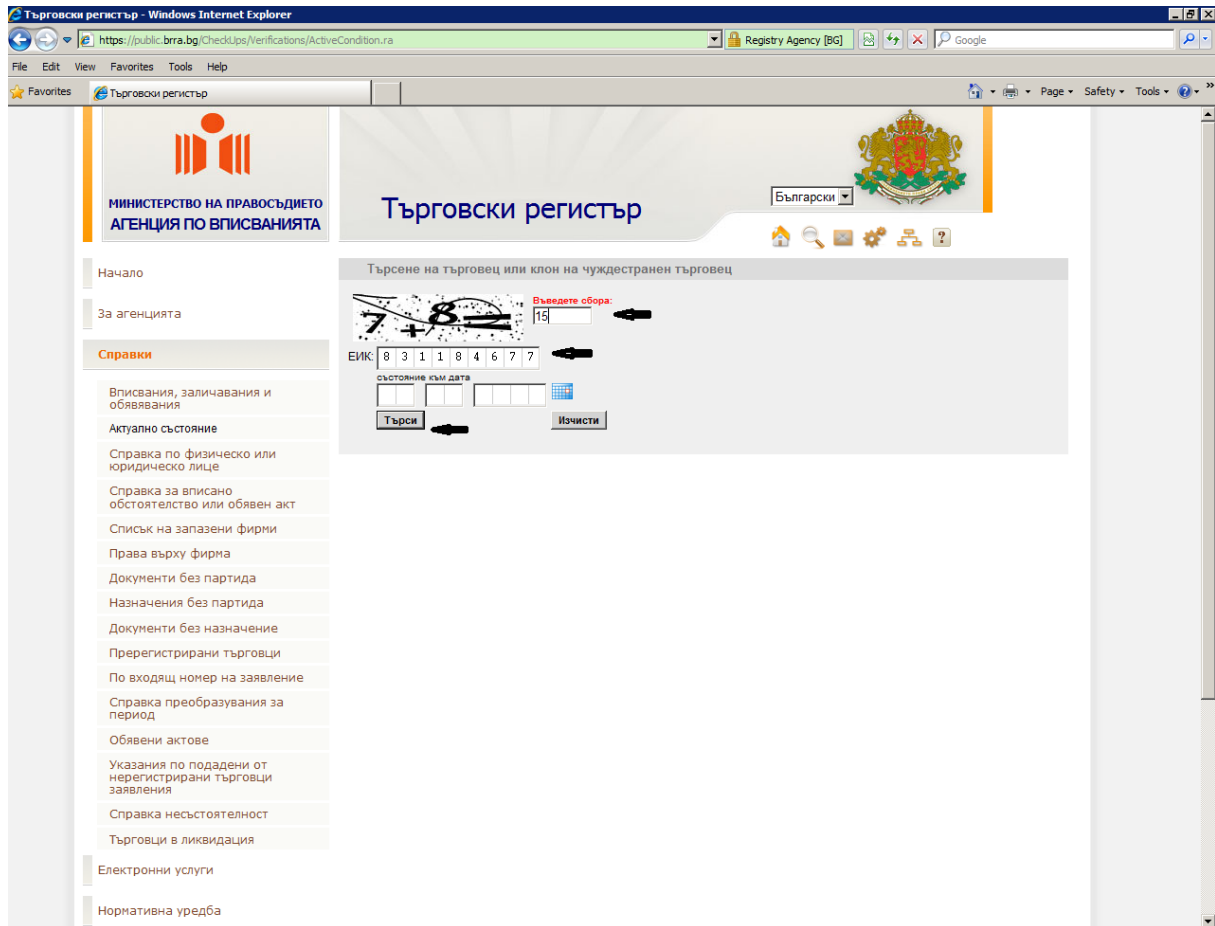 Търговски регистър - Windows Internet Explorer
https://public.brra.bg/CheckUps/Verifications/ActiveCondition.ra
Registry Agency [BG]
Google
File Edit View Favorites Tools Help
Favorites
Търговски регистър
Page Safety Tools
МИНИСТЕРСТВО НА ПРАВОСЪДИЕТО
АГЕНЦИЯ ПО ВПИСВАНИЯТА
Търговски регистър
Български
Начало
За агенцията
Справки
Вписвания, заличавания и
обявявания
Актуално състояние
Справка по физическо или
юридическо лице
Справка за вписано
обстоятелство или обявен акт
Списък на запазени фирми
Права върху фирма
Документи без партида
Назначения без партида
Документи без назначение
Пререгистрирани търговци
По входящ номер на заявление
Справка преобразувания за
период
Обявени актове
Указания по подадени от
нерегистрирани търговци
заявления
Справка несъстоятелност
Търговци в ликвидация
Електронни услуги
Нормативна уредба
Търсене на търговец или клон на чуждестранен търговец
7 + 8 =
Въведете сбора:
15
ЕИК: 8 3 1 1 8 4 6 7 7
състояние към дата
Търси Изчисти